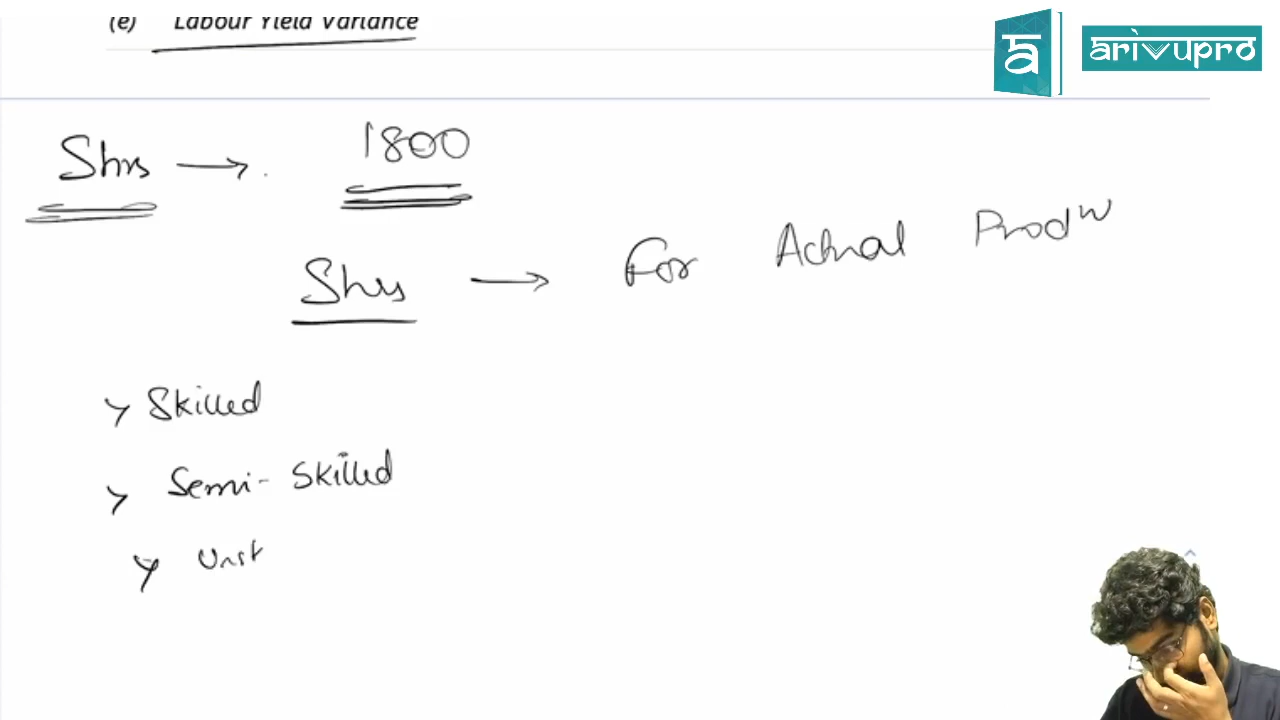 (e) Labour Yield Variance
ā arivupro
Shrs → 1800
Shrs → For Actual Prodn
> Skilled
> Semi-Skilled
> Unsk